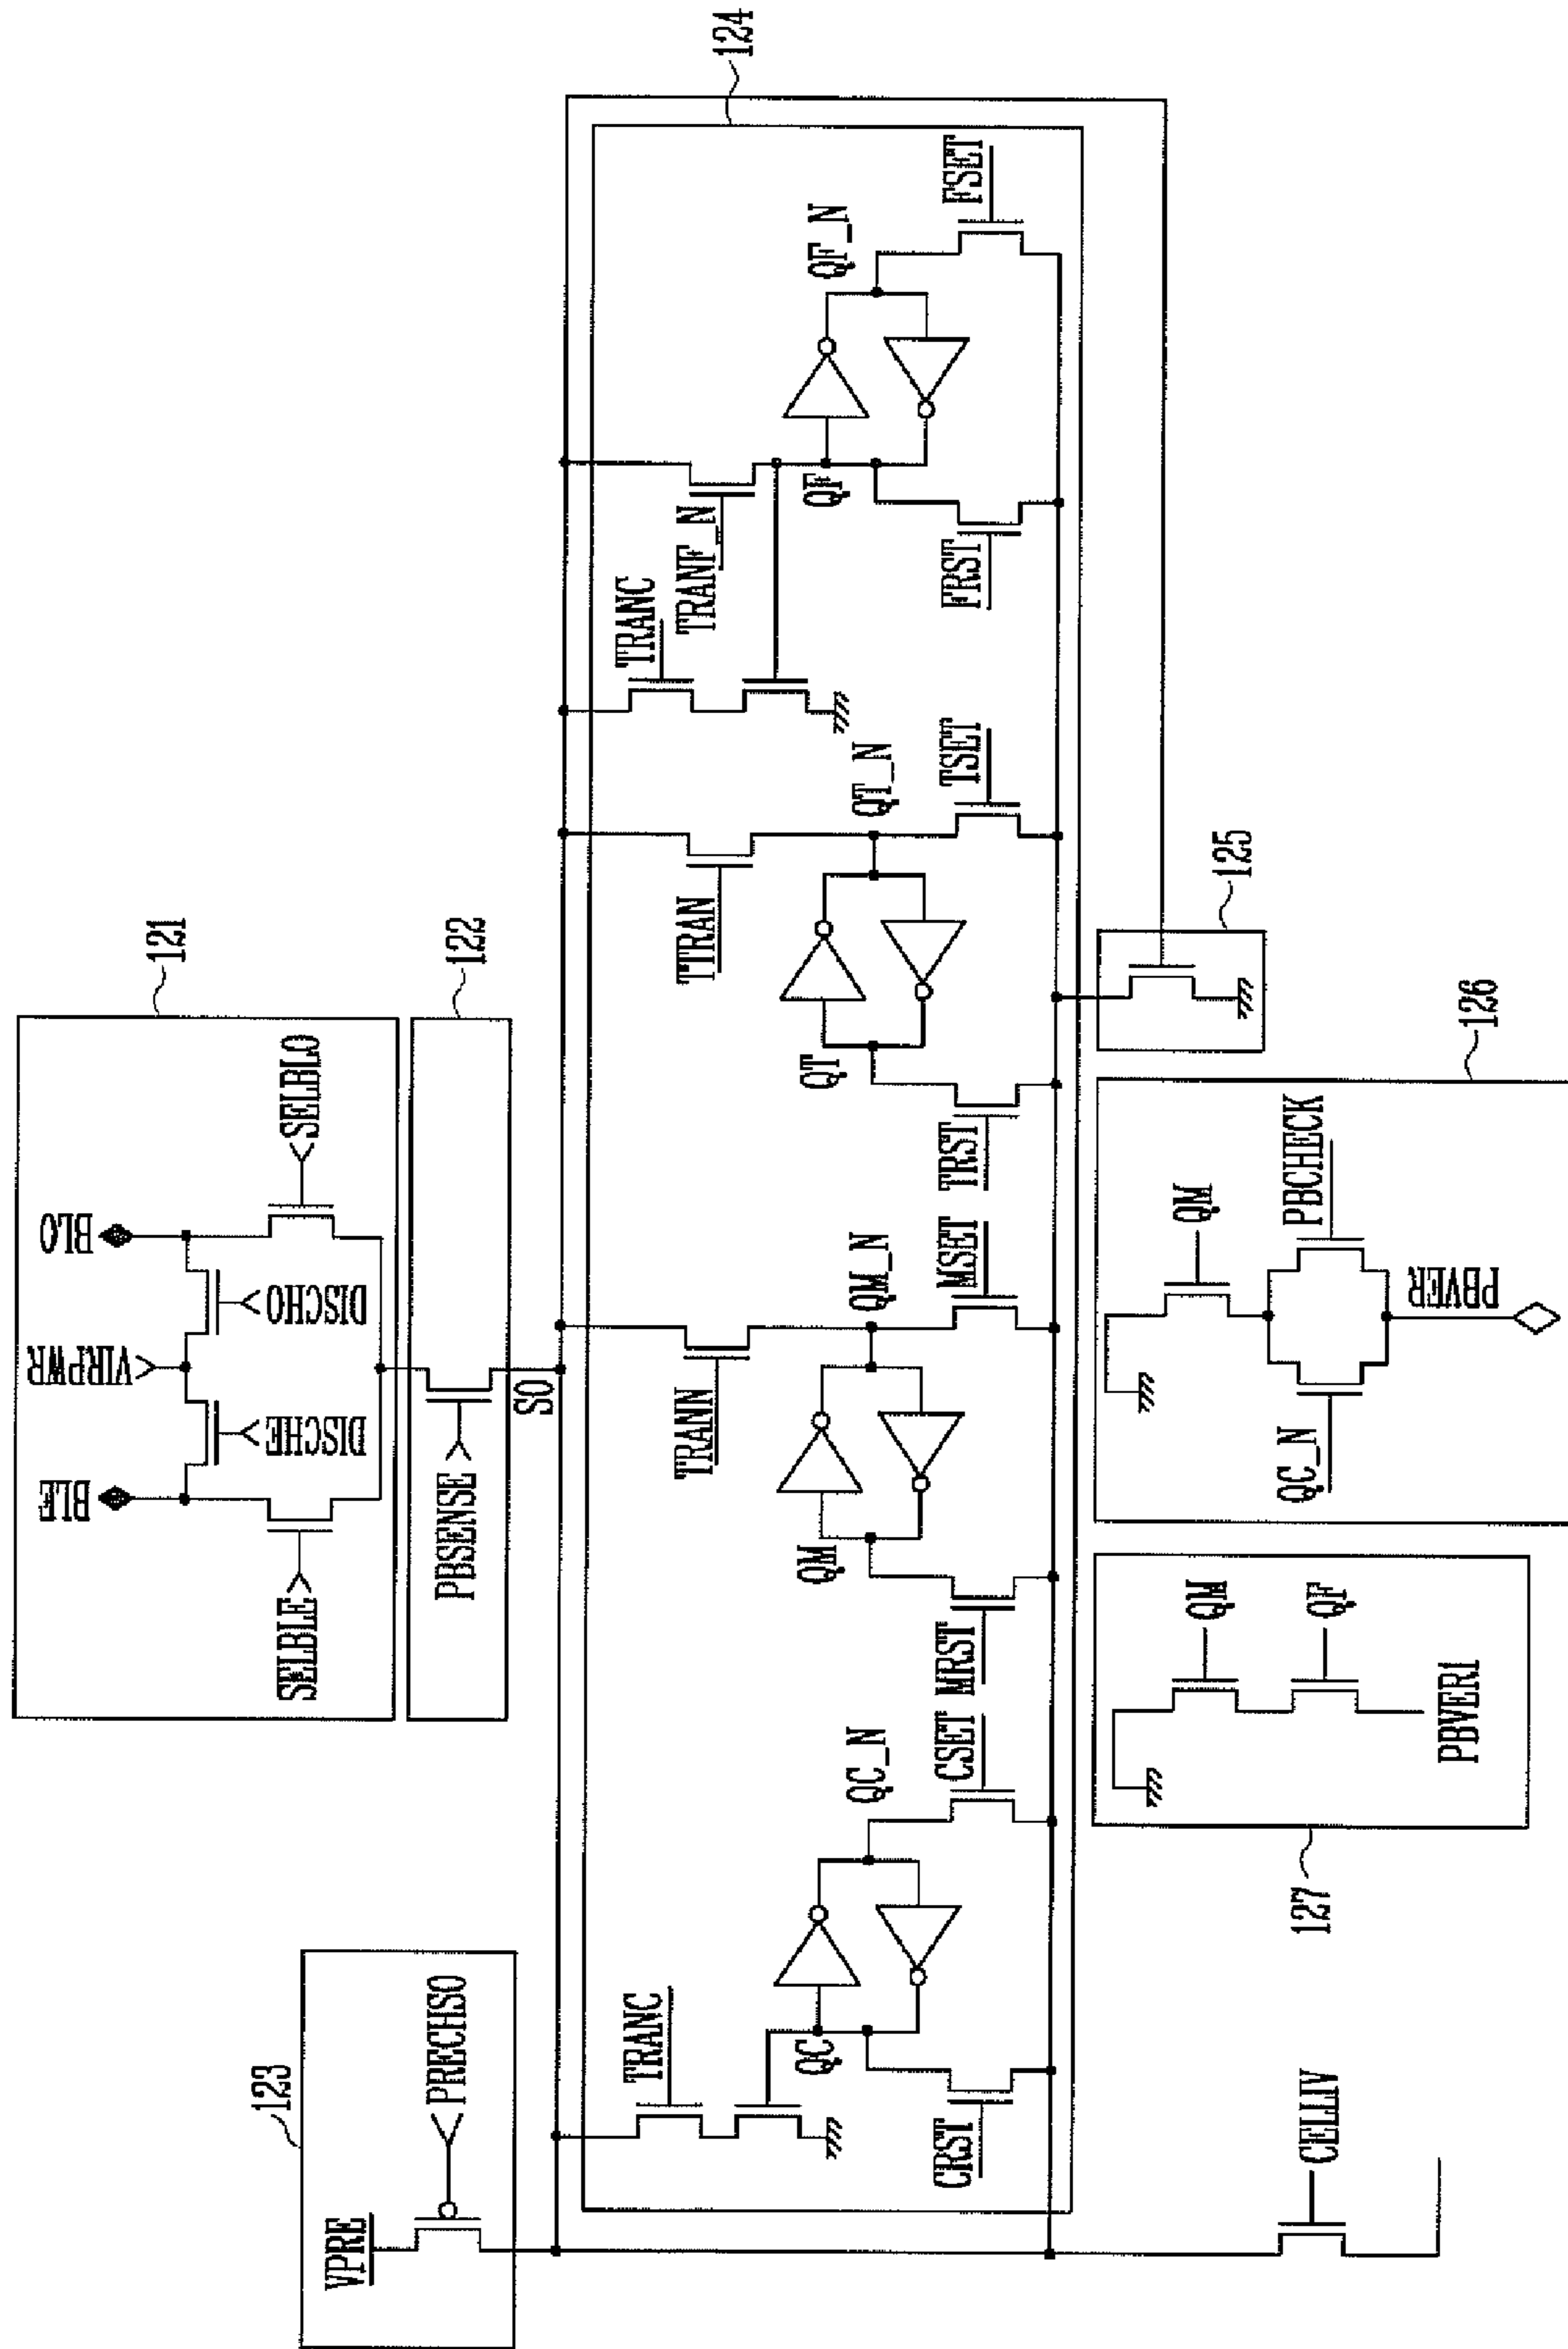 123
VPRE
PRECHSO
121
BLE
VIRPWR
BLO
DISCHE
DISCHO
SELBLE
SELBLO
122
PBSENSE
SO
124
TRANC
QC
QC_N
CRST
CSET
TRANN
QM
QM_N
MRST
MSET
TTRAN
QT
QT_N
TRST
TSET
TRANC
TRANF_N
QF
QF_N
FRST
FSET
CELLIV
127
QM
QF
PBVER1
126
QM
QC_N
PBCHECK
PBVER
125